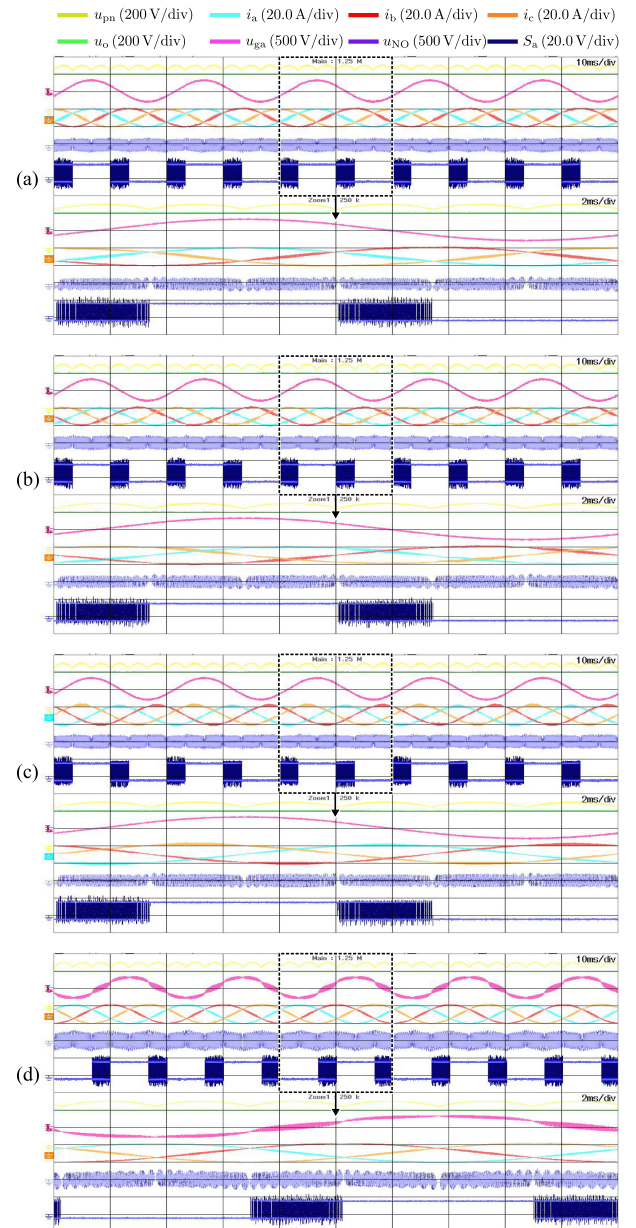 u_pn (200 V/div) i_a (20.0 A/div) i_b (20.0 A/div) i_c (20.0 A/div)
u_o (200 V/div) u_ga (500 V/div) u_NO (500 V/div) S_a (20.0 V/div)
Main : 1.25 M 10ms/div
(a)
Zoom1 : 250 k 2ms/div
Main : 1.25 M 10ms/div
(b)
Zoom1 : 250 k 2ms/div
Main : 1.25 M 10ms/div
(c)
Zoom1 : 250 k 2ms/div
Main : 1.25 M 10ms/div
(d)
Zoom1 : 250 k 2ms/div